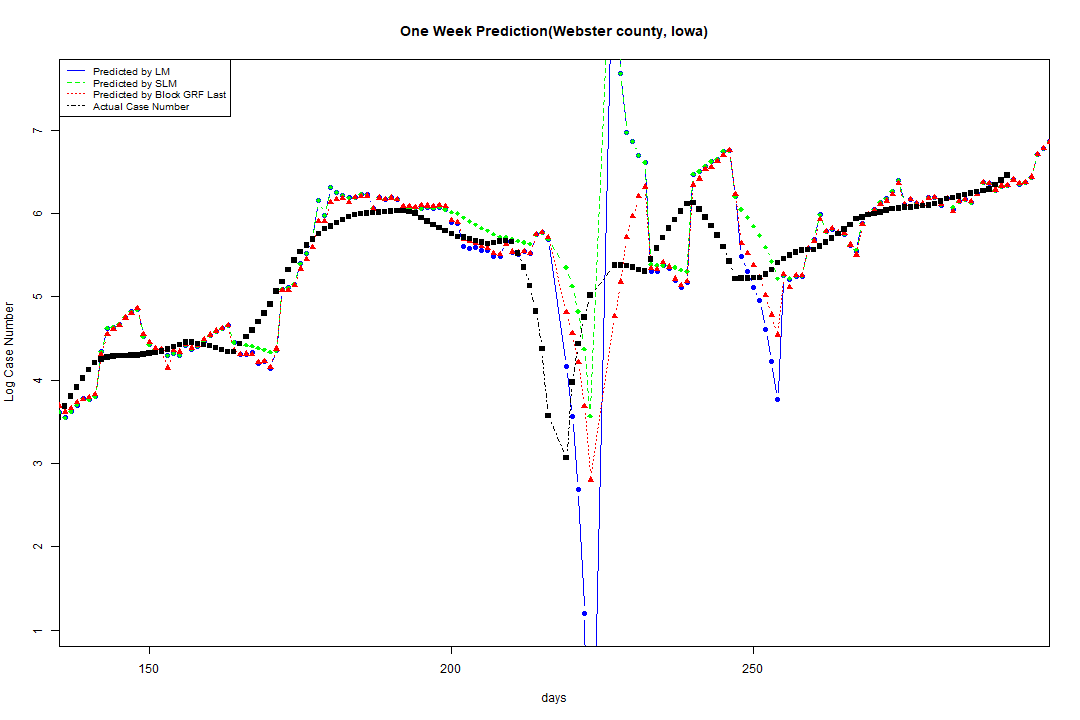 One Week Prediction(Webster county, Iowa)
Predicted by LM
Predicted by SLM
Predicted by Block GRF Last
Actual Case Number
7
6
5
4
3
2
1
Log Case Number
150 200 250
days